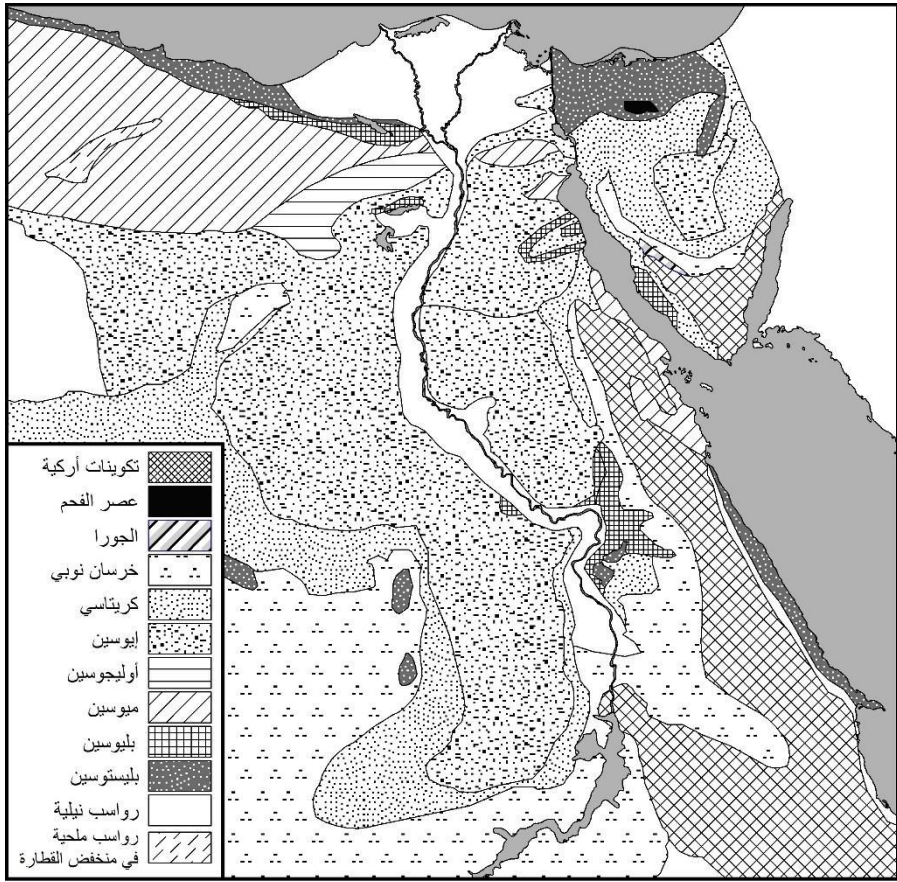 تكوينات أركية
عصر الفحم
الجورا
خرسان نوبي
كريتاسي
إيوسين
أوليجوسين
ميوسين
بليوسين
بليستوسين
رواسب نيلية
رواسب ملحية
في منخفض القطارة